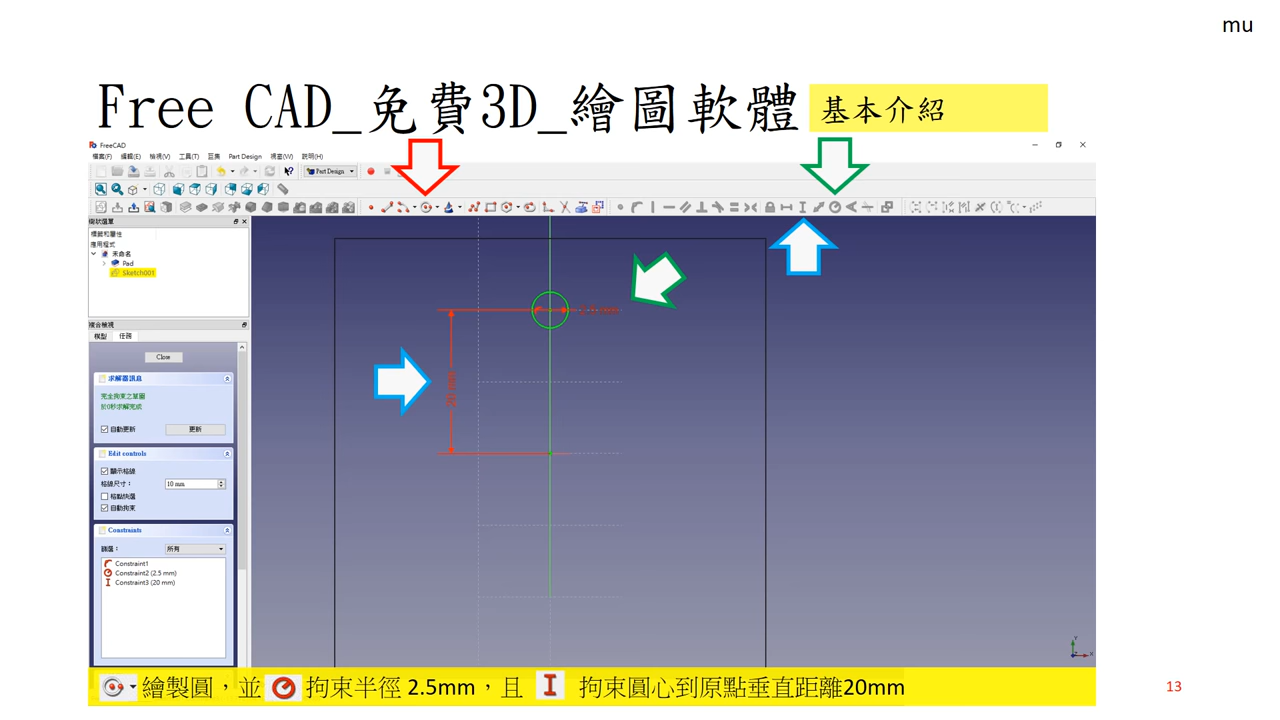 mu
Free CAD_免費3D_繪圖軟體
基本介紹
FreeCAD
檔案(F) 編輯(E) 檢視(V) 工具(T) 巨集 Part Design 視窗(W) 説明(H)
Part Design
樹狀選單
標籤和屬性
應用程式
未命名
Pad
Sketch001
複合檢視
模型 任務
Close
求解器訊息
完全拘束之草圖
於0秒求解完成
自動更新 更新
Edit controls
顯示格線
格線尺寸： 10 mm
格點快選
自動拘束
Constraints
篩選： 所有
Constraint1
Constraint2 (2.5 mm)
Constraint3 (20 mm)
20 mm
Y
X
繪製圓，並 拘束半徑 2.5mm，且 拘束圓心到原點垂直距離20mm
13